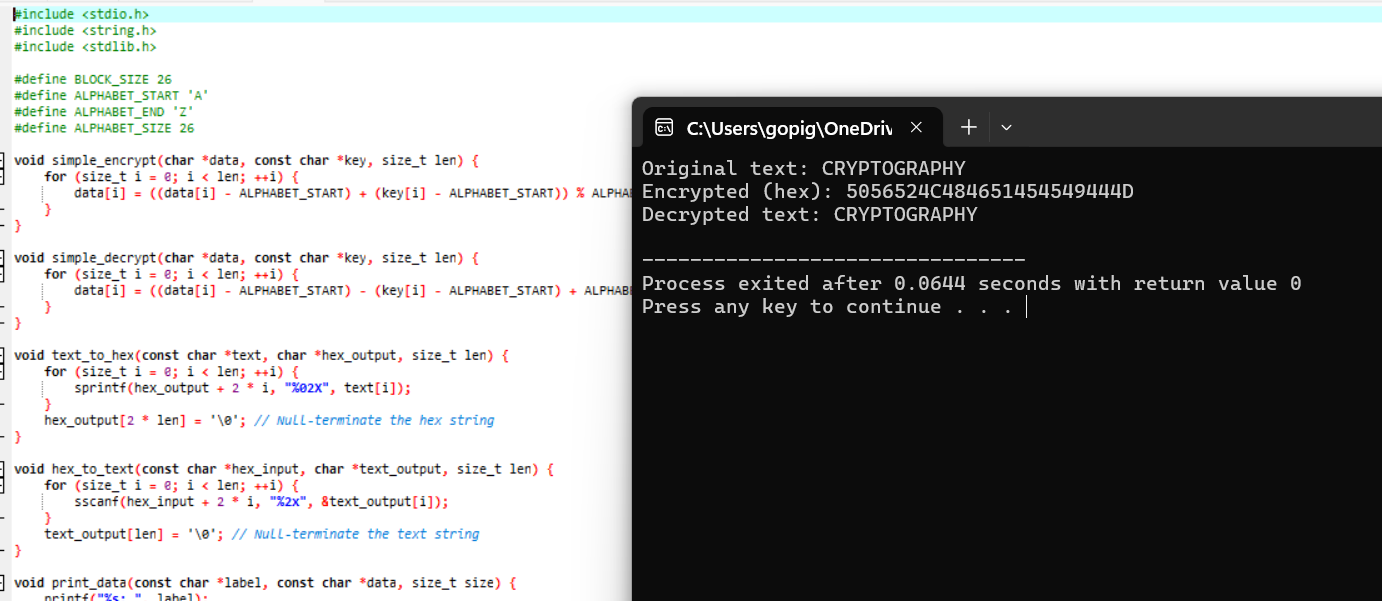 #include <stdio.h>
#include <string.h>
#include <stdlib.h>
#define BLOCK_SIZE 26
#define ALPHABET_START 'A'
#define ALPHABET_END 'Z'
#define ALPHABET_SIZE 26
void simple_encrypt(char *data, const char *key, size_t len) {
for (size_t i = 0; i < len; ++i) {
data[i] = ((data[i] - ALPHABET_START) + (key[i] - ALPHABET_START)) % ALPHA
}
}
void simple_decrypt(char *data, const char *key, size_t len) {
for (size_t i = 0; i < len; ++i) {
data[i] = ((data[i] - ALPHABET_START) - (key[i] - ALPHABET_START) + ALPHAB
}
}
void text_to_hex(const char *text, char *hex_output, size_t len) {
for (size_t i = 0; i < len; ++i) {
sprintf(hex_output + 2 * i, "%02X", text[i]);
}
hex_output[2 * len] = '\0'; // Null-terminate the hex string
}
void hex_to_text(const char *hex_input, char *text_output, size_t len) {
for (size_t i = 0; i < len; ++i) {
sscanf(hex_input + 2 * i, "%2x", &text_output[i]);
}
text_output[len] = '\0'; // Null-terminate the text string
}
void print_data(const char *label, const char *data, size_t size) {
printf("%s: ", label);
C:\Users\gopig\OneDriv
Original text: CRYPTOGRAPHY
Encrypted (hex): 5056524C484651454549444D
Decrypted text: CRYPTOGRAPHY
--------------------------------
Process exited after 0.0644 seconds with return value 0
Press any key to continue . . .